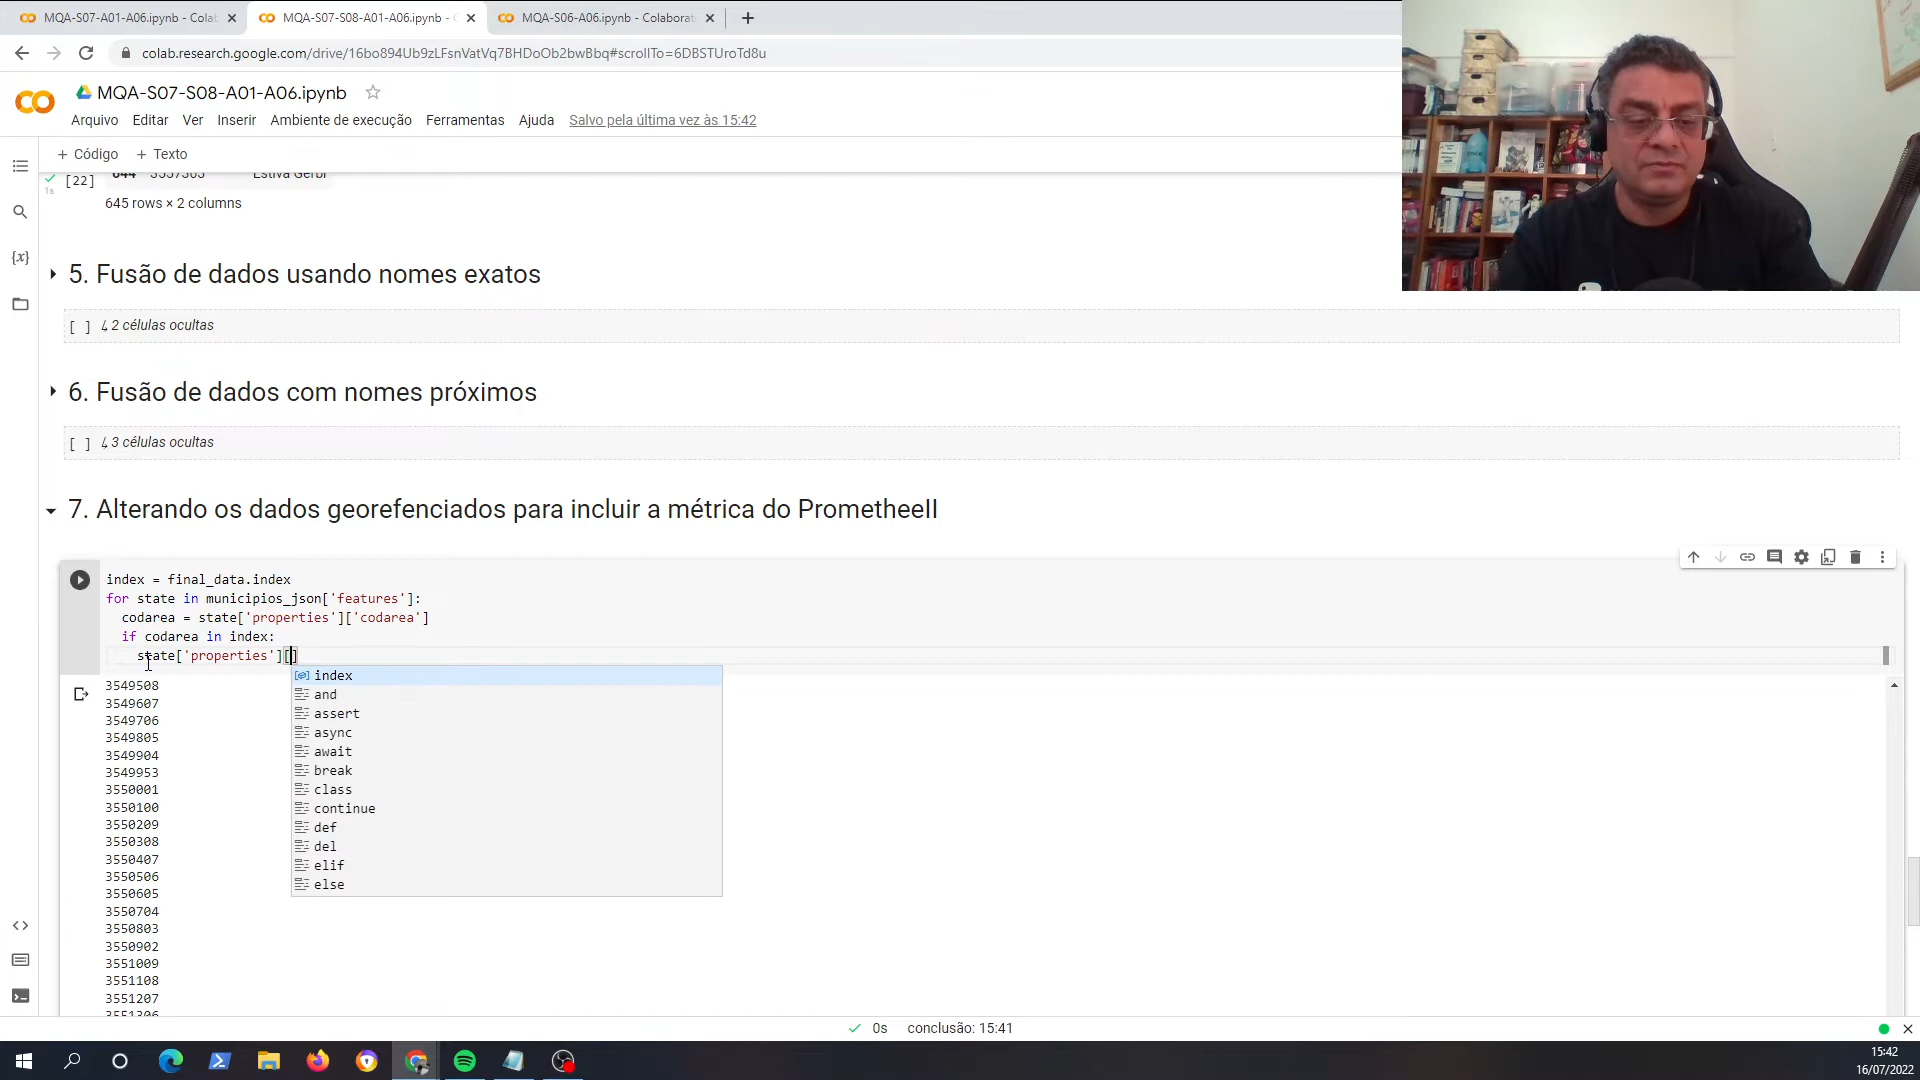 MQA-S07-A01-A06.ipynb - Colab
MQA-S07-S08-A01-A06.ipynb - C
MQA-S06-A06.ipynb - Colaborat
colab.research.google.com/drive/16bo894Ub9zLFsnVatVq7BHDoOb2bwBbq#scrollTo=6DBSTUroTd8u
CO
MQA-S07-S08-A01-A06.ipynb
Arquivo Editar Ver Inserir Ambiente de execução Ferramentas Ajuda Salvo pela última vez às 15:42
+ Código + Texto
1s [22] 644 3557303 Estiva Gerbi
645 rows × 2 columns
{x}
5. Fusão de dados usando nomes exatos
[ ] ↳ 2 células ocultas
6. Fusão de dados com nomes próximos
[ ] ↳ 3 células ocultas
7. Alterando os dados georefenciados para incluir a métrica do PrometheeII
index = final_data.index
for state in municipios_json['features']:
codarea = state['properties']['codarea']
if codarea in index:
state['properties'][]
index
and
assert
async
await
break
class
continue
def
del
elif
else
3549508
3549607
3549706
3549805
3549904
3549953
3550001
3550100
3550209
3550308
3550407
3550506
3550605
3550704
3550803
3550902
3551009
3551108
3551207
3551306
0s conclusão: 15:41
15:42
16/07/2022